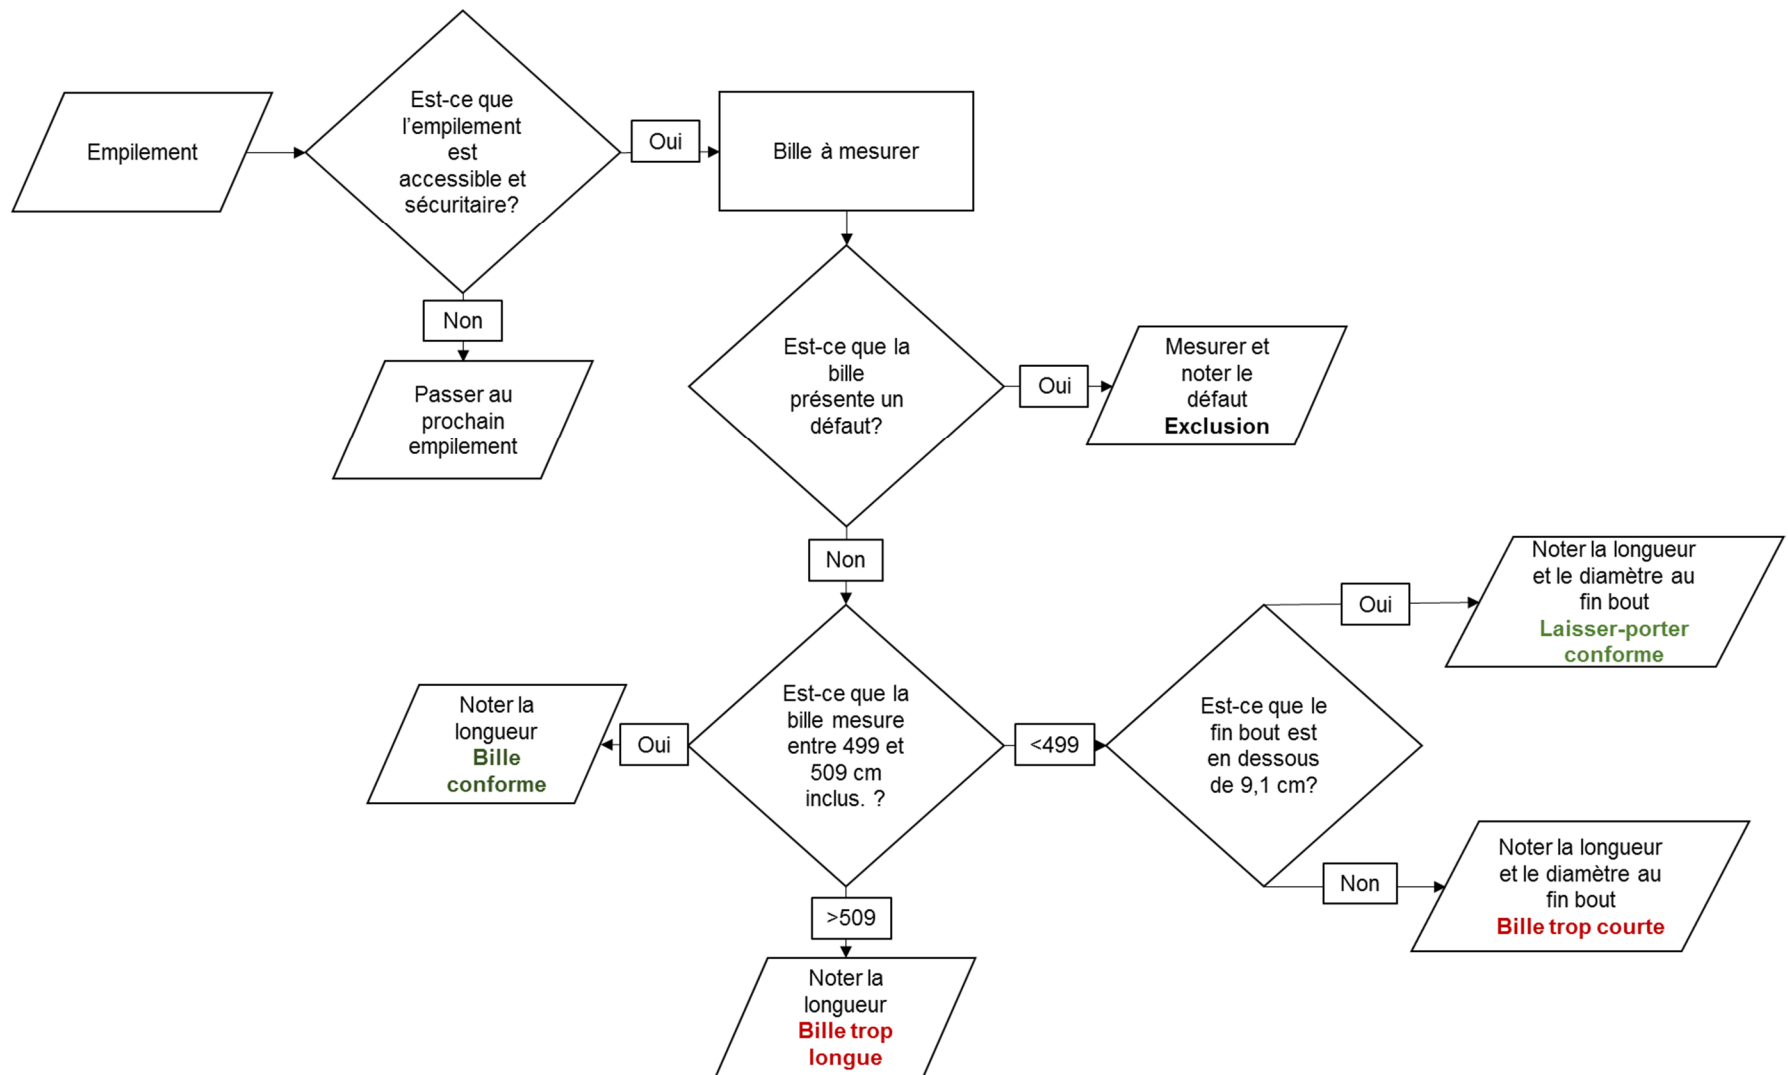 Empilement
Est-ce que
l’empilement
est
accessible et
sécuritaire?
Oui
Bille à mesurer
Non
Passer au
prochain
empilement
Est-ce que la
bille
présente un
défaut?
Oui
Mesurer et
noter le
défaut
Exclusion
Non
Est-ce que la
bille mesure
entre 499 et
509 cm
inclus. ?
Oui
Noter la
longueur
Bille
conforme
<499
Est-ce que le
fin bout est
en dessous
de 9,1 cm?
Oui
Noter la longueur
et le diamètre au
fin bout
Laisser-porter
conforme
Non
Noter la longueur
et le diamètre au
fin bout
Bille trop courte
>509
Noter la
longueur
Bille trop
longue